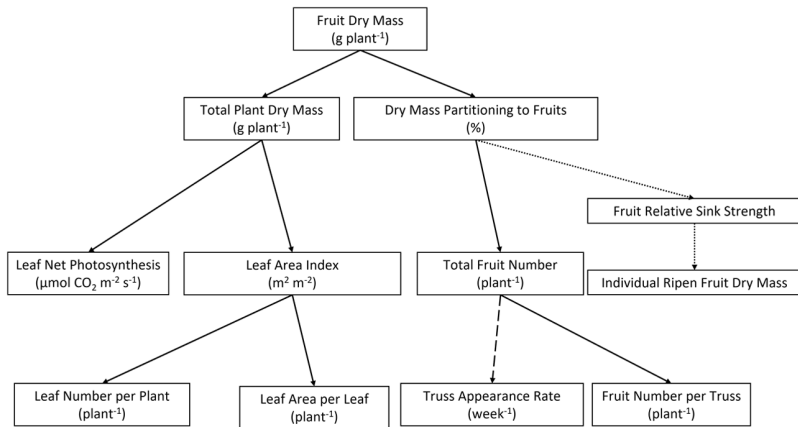 Fruit Dry Mass
(g plant⁻¹)
Total Plant Dry Mass
(g plant⁻¹)
Dry Mass Partitioning to Fruits
(%)
Fruit Relative Sink Strength
Leaf Net Photosynthesis
(μmol CO₂ m⁻² s⁻¹)
Leaf Area Index
(m² m⁻²)
Total Fruit Number
(plant⁻¹)
Individual Ripen Fruit Dry Mass
Leaf Number per Plant
(plant⁻¹)
Leaf Area per Leaf
(plant⁻¹)
Truss Appearance Rate
(week⁻¹)
Fruit Number per Truss
(plant⁻¹)